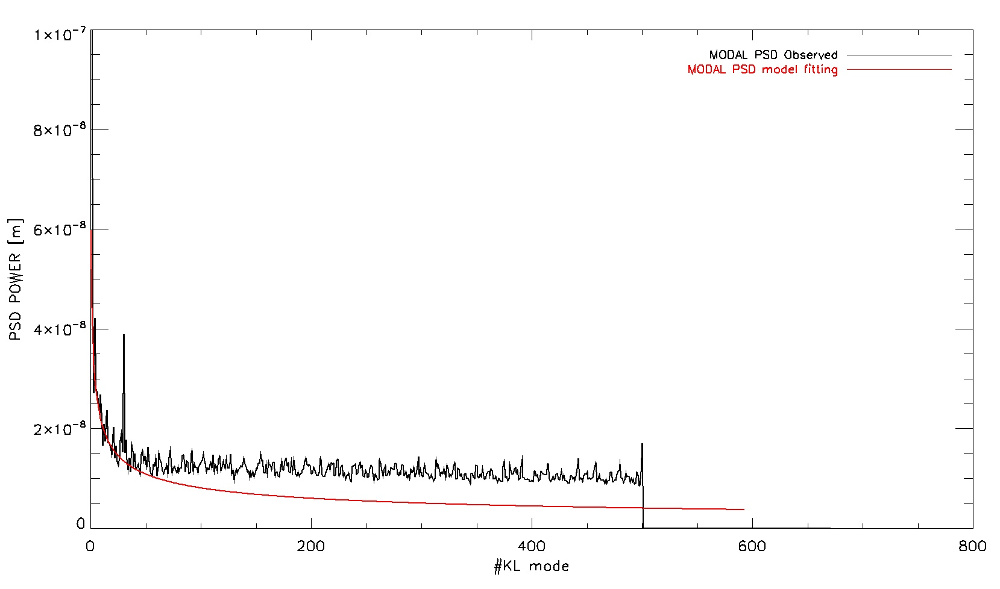 1×10⁻⁷
MODAL PSD Observed
MODAL PSD model fitting
8×10⁻⁸
6×10⁻⁸
PSD POWER [m]
4×10⁻⁸
2×10⁻⁸
0
0 200 400 600 800
#KL mode